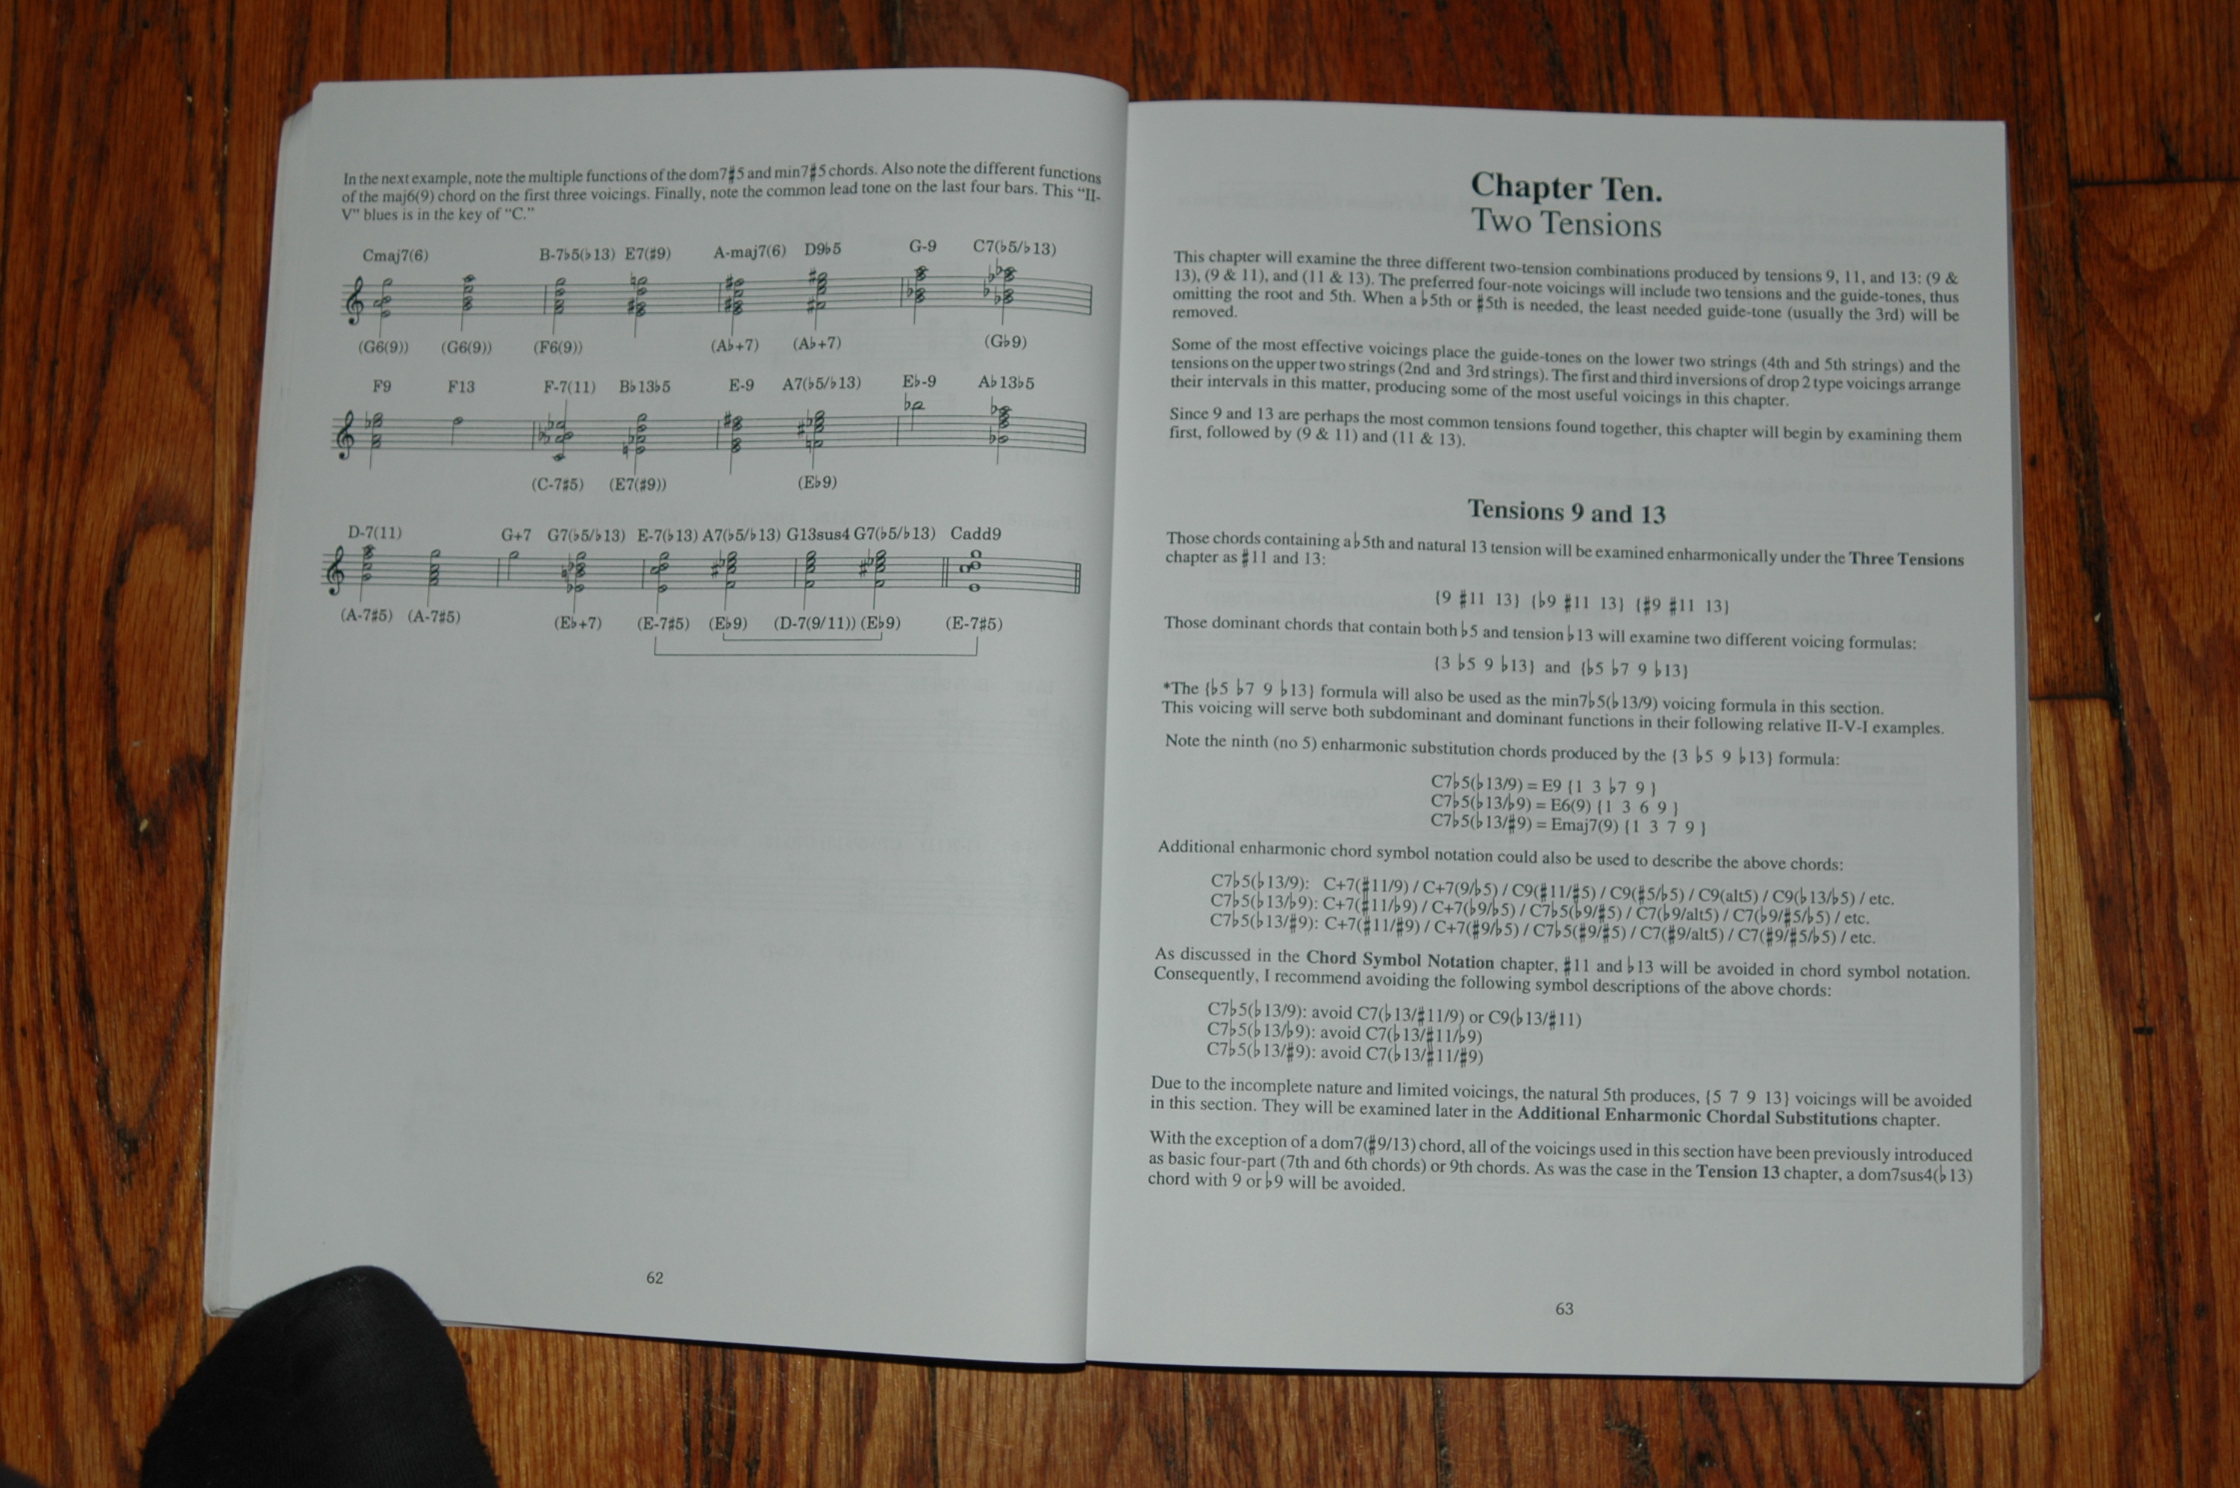 In the next example, note the multiple functions of the dom7♯5 and min7♯5 chords. Also note the different functions
of the maj6(9) chord on the first three voicings. Finally, note the common lead tone on the last four bars. This “II-
V” blues is in the key of “C.”
Cmaj7(6) B-7♭5(♭13) E7(♯9) A-maj7(6) D9♭5 G-9 C7(♭5/♭13)
(G6(9)) (G6(9)) (F6(9)) (A♭+7) (A♭+7) (G♭9)
F9 F13 F-7(11) B♭13♭5 E-9 A7(♭5/♭13) E♭-9 A♭13♭5
(C-7♯5) (E7(♯9)) (E♭9)
D-7(11) G+7 G7(♭5/♭13) E-7(♭13) A7(♭5/♭13) G13sus4 G7(♭5/♭13) Cadd9
(A-7♯5) (A-7♯5) (E♭+7) (E-7♯5) (E♭9) (D-7(9/11)) (E♭9) (E-7♯5)
62
Chapter Ten.
Two Tensions
This chapter will examine the three different two-tension combinations produced by tensions 9, 11, and 13: (9 &
13), (9 & 11), and (11 & 13). The preferred four-note voicings will include two tensions and the guide-tones, thus
omitting the root and 5th. When a ♭5th or ♯5th is needed, the least needed guide-tone (usually the 3rd) will be
removed.
Some of the most effective voicings place the guide-tones on the lower two strings (4th and 5th strings) and the
tensions on the upper two strings (2nd and 3rd strings). The first and third inversions of drop 2 type voicings arrange
their intervals in this matter, producing some of the most useful voicings in this chapter.
Since 9 and 13 are perhaps the most common tensions found together, this chapter will begin by examining them
first, followed by (9 & 11) and (11 & 13).
Tensions 9 and 13
Those chords containing a ♭5th and natural 13 tension will be examined enharmonically under the Three Tensions
chapter as ♯11 and 13:
{9 ♯11 13} {♭9 ♯11 13} {♯9 ♯11 13}
Those dominant chords that contain both ♭5 and tension ♭13 will examine two different voicing formulas:
{3 ♭5 9 ♭13} and {♭5 ♭7 9 ♭13}
*The {♭5 ♭7 9 ♭13} formula will also be used as the min7♭5(♭13/9) voicing formula in this section.
This voicing will serve both subdominant and dominant functions in their following relative II-V-I examples.
Note the ninth (no 5) enharmonic substitution chords produced by the {3 ♭5 9 ♭13} formula:
C7♭5(♭13/9) = E9 {1 3 ♭7 9 }
C7♭5(♭13/♭9) = E6(9) {1 3 6 9 }
C7♭5(♭13/♯9) = Emaj7(9) {1 3 7 9 }
Additional enharmonic chord symbol notation could also be used to describe the above chords:
C7♭5(♭13/9): C+7(♯11/9) / C+7(9/♭5) / C9(♯11/♯5) / C9(♯5/♭5) / C9(alt5) / C9(♭13/♭5) / etc.
C7♭5(♭13/♭9): C+7(♯11/♭9) / C+7(♭9/♭5) / C7♭5(♭9/♯5) / C7(♭9/alt5) / C7(♭9/♯5/♭5) / etc.
C7♭5(♭13/♯9): C+7(♯11/♯9) / C+7(♯9/♭5) / C7♭5(♯9/♯5) / C7(♯9/alt5) / C7(♯9/♯5/♭5) / etc.
As discussed in the Chord Symbol Notation chapter, ♯11 and ♭13 will be avoided in chord symbol notation.
Consequently, I recommend avoiding the following symbol descriptions of the above chords:
C7♭5(♭13/9): avoid C7(♭13/♯11/9) or C9(♭13/♯11)
C7♭5(♭13/♭9): avoid C7(♭13/♯11/♭9)
C7♭5(♭13/♯9): avoid C7(♭13/♯11/♯9)
Due to the incomplete nature and limited voicings, the natural 5th produces, {5 7 9 13} voicings will be avoided
in this section. They will be examined later in the Additional Enharmonic Chordal Substitutions chapter.
With the exception of a dom7(♯9/13) chord, all of the voicings used in this section have been previously introduced
as basic four-part (7th and 6th chords) or 9th chords. As was the case in the Tension 13 chapter, a dom7sus4(♭13)
chord with 9 or ♭9 will be avoided.
63